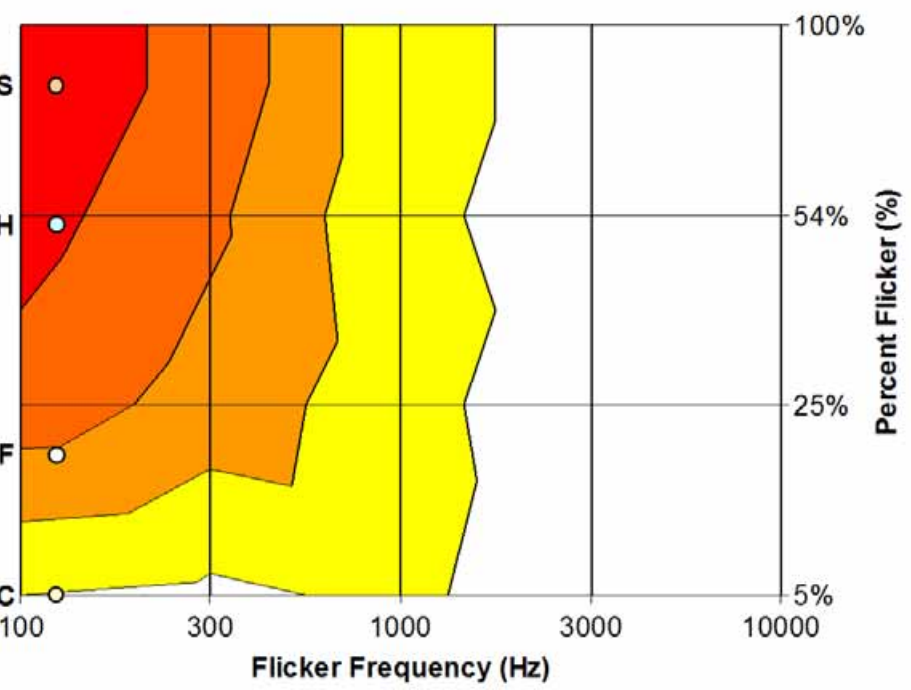 100%
S
H
54%
25%
F
C
5%
100
300
1000
3000
10000
Percent Flicker (%)
Flicker Frequency (Hz)